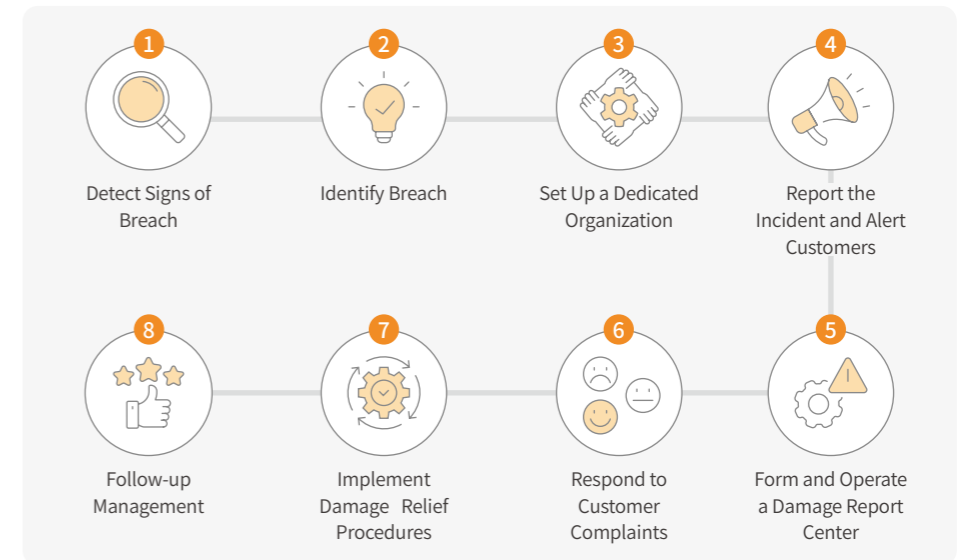 1
Detect Signs of
Breach
2
Identify Breach
3
Set Up a Dedicated
Organization
4
Report the
Incident and Alert
Customers
5
Form and Operate
a Damage Report
Center
6
Respond to
Customer
Complaints
7
Implement
Damage Relief
Procedures
8
Follow-up
Management